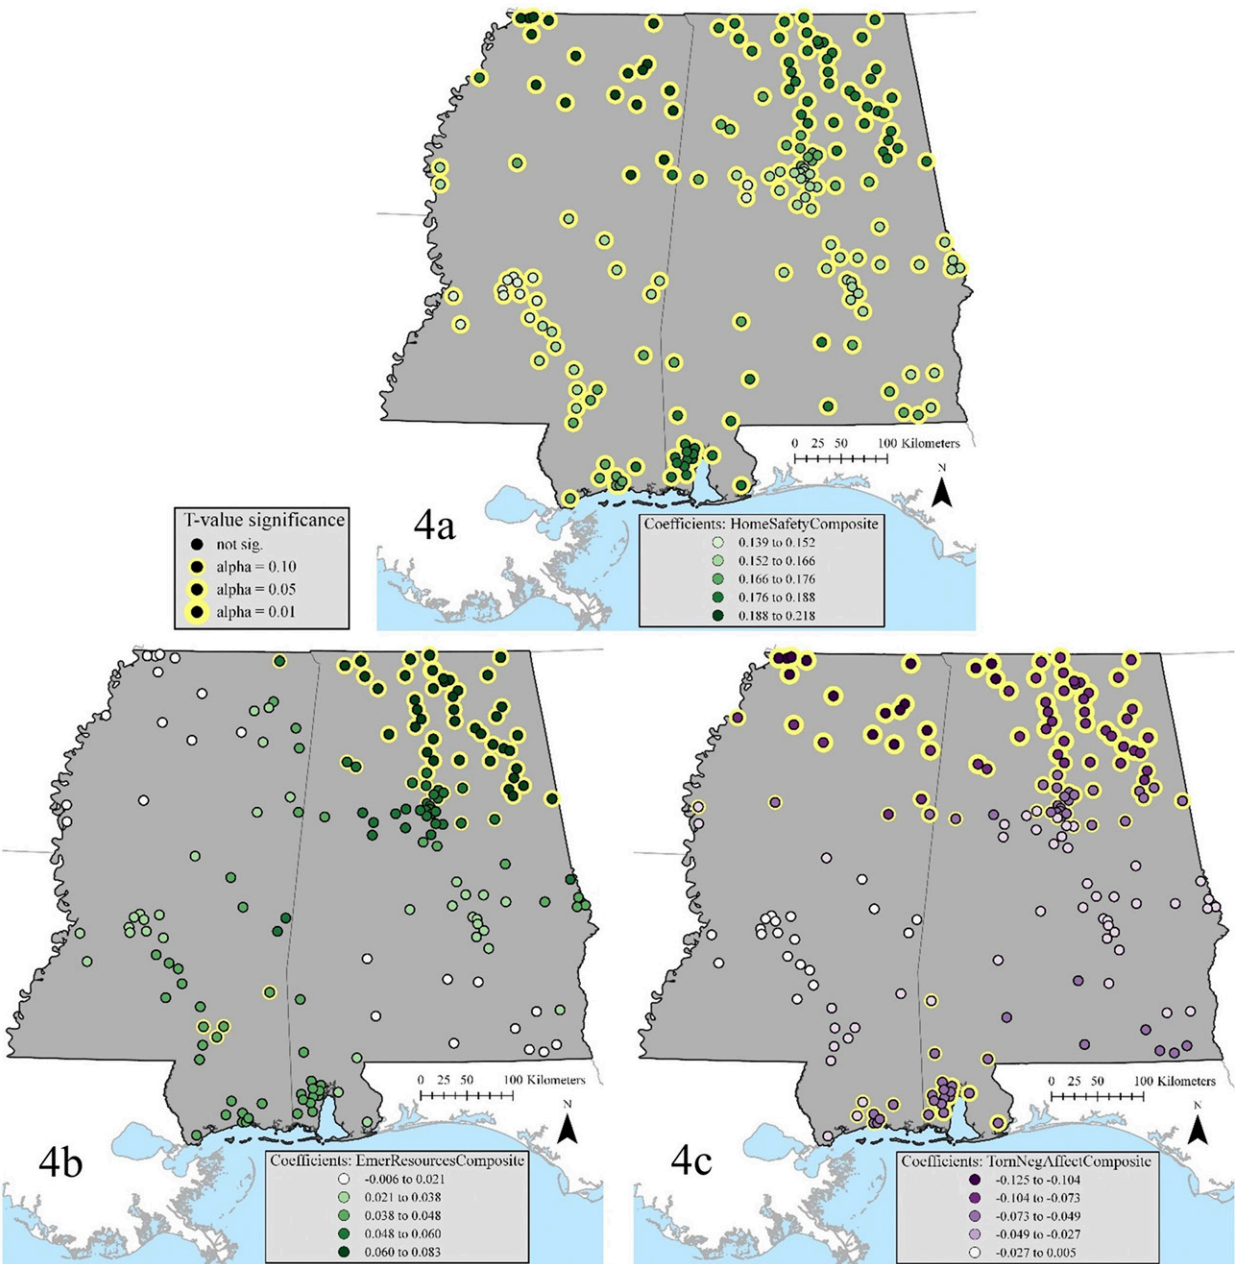 0 25 50 100 Kilometers
N
4a
T-value significance
not sig.
alpha = 0.10
alpha = 0.05
alpha = 0.01
Coefficients: HomeSafetyComposite
0.139 to 0.152
0.152 to 0.166
0.166 to 0.176
0.176 to 0.188
0.188 to 0.218
0 25 50 100 Kilometers
N
4b
Coefficients: EmerResourcesComposite
-0.006 to 0.021
0.021 to 0.038
0.038 to 0.048
0.048 to 0.060
0.060 to 0.083
0 25 50 100 Kilometers
N
4c
Coefficients: TornNegAffectComposite
-0.125 to -0.104
-0.104 to -0.073
-0.073 to -0.049
-0.049 to -0.027
-0.027 to 0.005